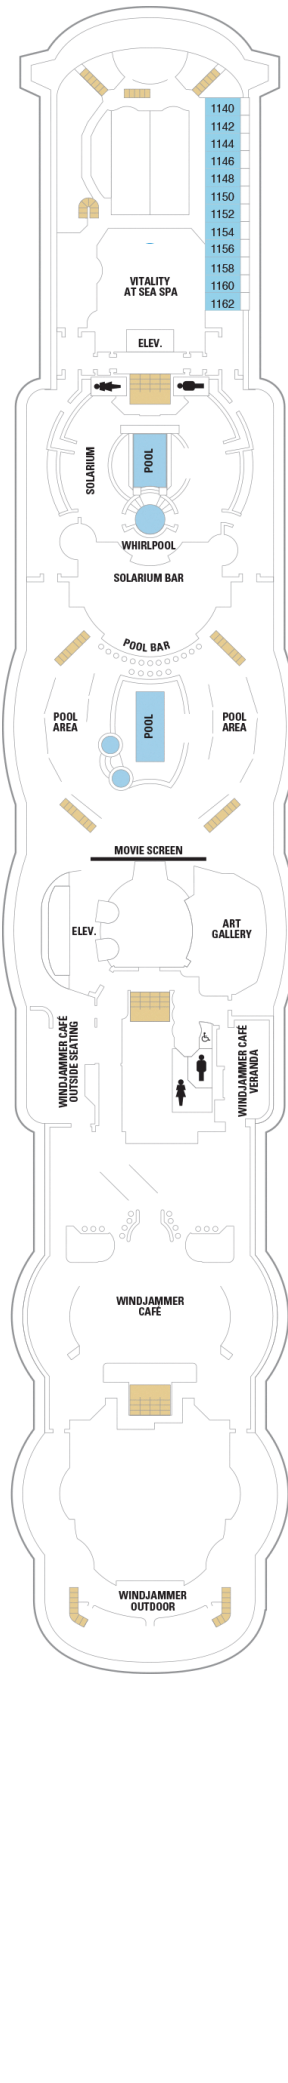 1140
1142
1144
1146
1148
1150
1152
1154
1156
1158
1160
1162
VITALITY
AT SEA SPA
ELEV.
SOLARIUM
POOL
WHIRLPOOL
SOLARIUM BAR
POOL BAR
POOL
AREA
POOL
POOL
AREA
MOVIE SCREEN
ELEV.
ART
GALLERY
WINDJAMMER CAFÉ
OUTSIDE SEATING
WINDJAMMER CAFÉ
VERANDA
WINDJAMMER
CAFÉ
WINDJAMMER
OUTDOOR